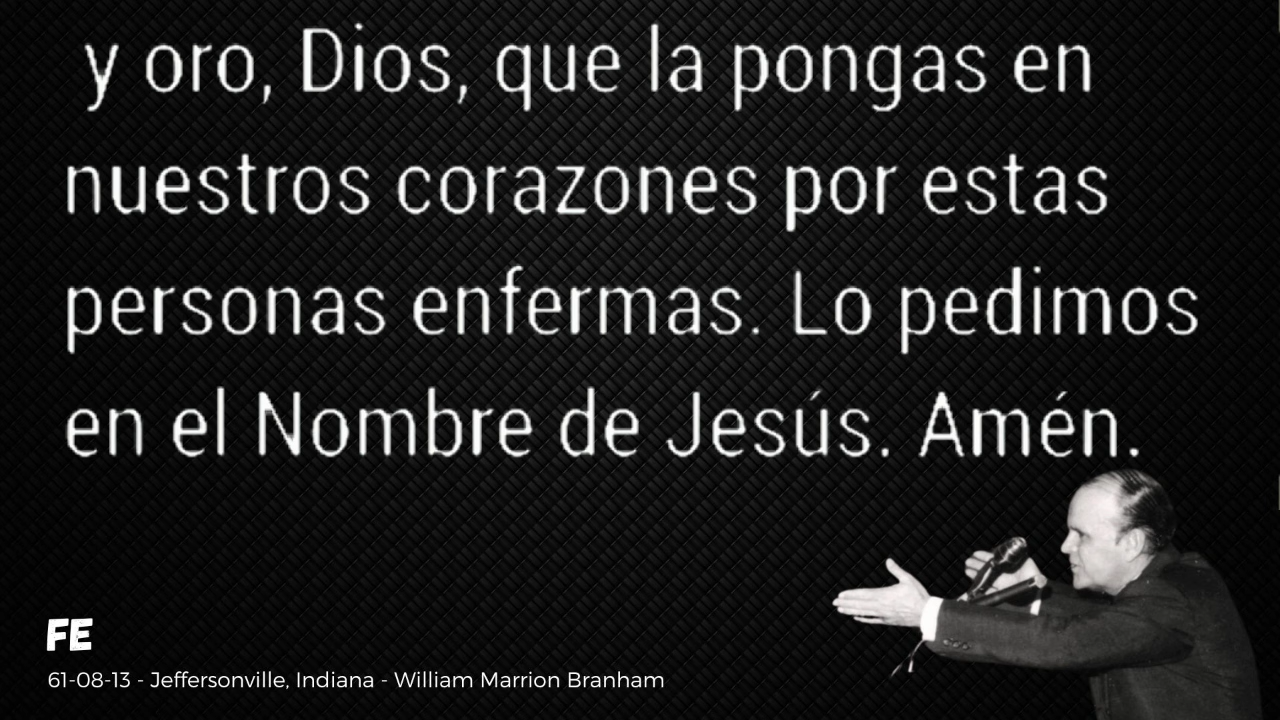 y oro, Dios, que la pongas en
nuestros corazones por estas
personas enfermas. Lo pedimos
en el Nombre de Jesús. Amén.
FE
61-08-13 - Jeffersonville, Indiana - William Marrion Branham